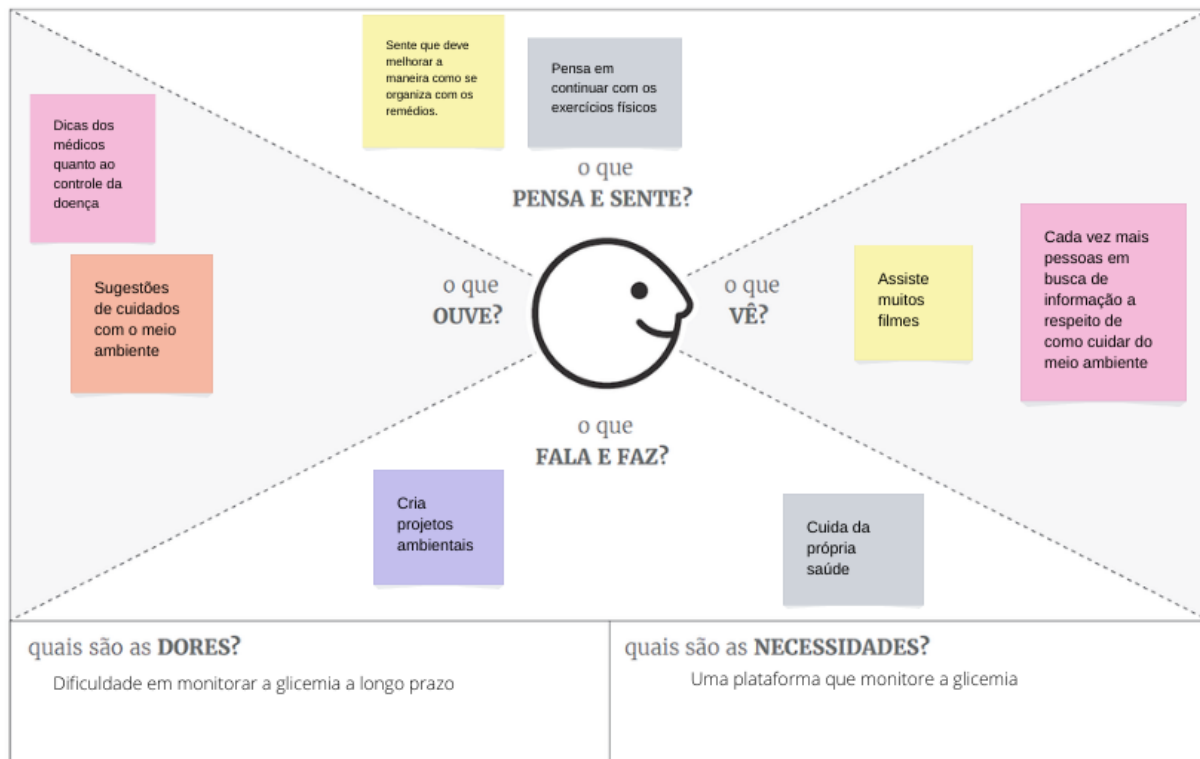 Sente que deve
melhorar a
maneira como se
organiza com os
remédios.
Pensa em
continuar com os
exercícios físicos
o que
PENSA E SENTE?
Dicas dos
médicos
quanto ao
controle da
doença
Sugestões
de cuidados
com o meio
ambiente
o que
OUVE?
o que
VÊ?
Assiste
muitos
filmes
Cada vez mais
pessoas em
busca de
informação a
respeito de
como cuidar do
meio ambiente
o que
FALA E FAZ?
Cria
projetos
ambientais
Cuida da
própria
saúde
quais são as DORES?
Dificuldade em monitorar a glicemia a longo prazo
quais são as NECESSIDADES?
Uma plataforma que monitore a glicemia